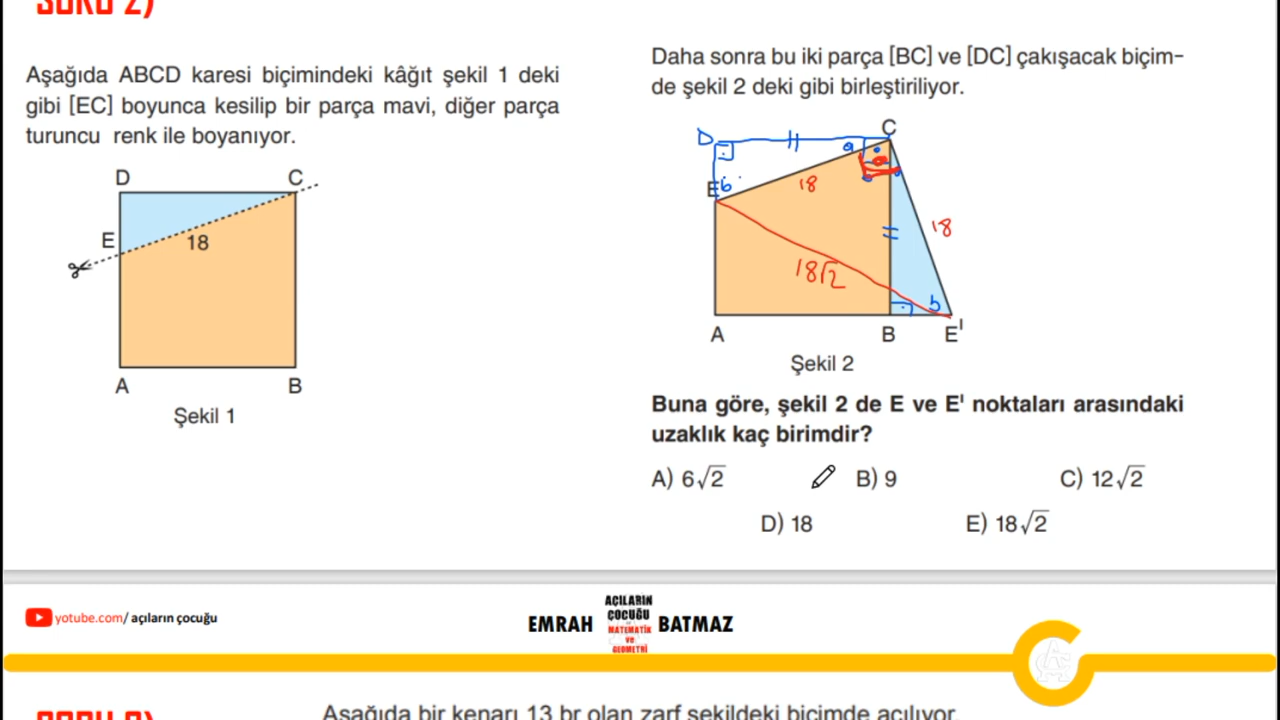 SORU 2)
Aşağıda ABCD karesi biçimindeki kâğıt şekil 1 deki
gibi [EC] boyunca kesilip bir parça mavi, diğer parça
turuncu renk ile boyanıyor.
D
C
E
18
A
B
Şekil 1
Daha sonra bu iki parça [BC] ve [DC] çakışacak biçim-
de şekil 2 deki gibi birleştiriliyor.
D
C
a
a
E
b
18
18
18√2
b
A
B
E'
Şekil 2
Buna göre, şekil 2 de E ve E' noktaları arasındaki
uzaklık kaç birimdir?
A) 6√2 B) 9 C) 12√2
D) 18 E) 18√2
yotube.com/ açıların çocuğu
EMRAH
AÇILARIN
ÇOCUĞU
MATEMATİK
ve
GEOMETRİ
BATMAZ
Aşağıda bir kenarı 13 br olan zarf şekildeki biçimde açılıyor.